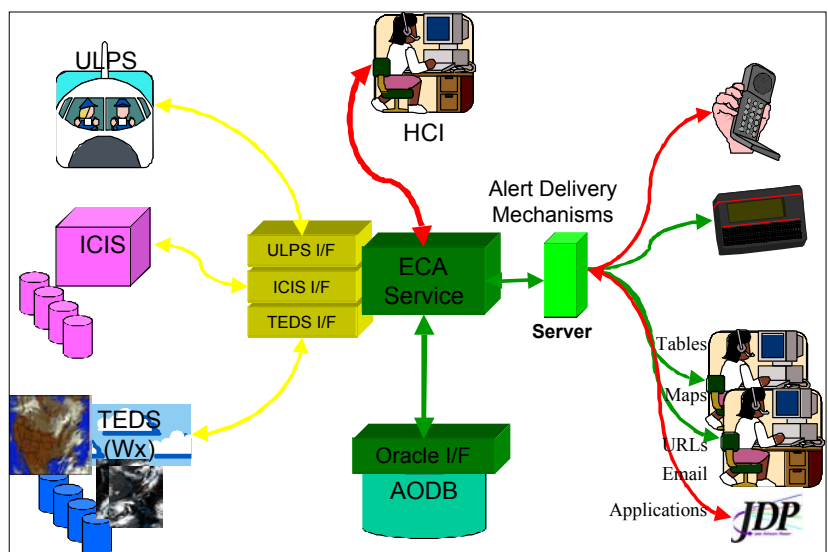 ULPS
HCI
Alert Delivery
Mechanisms
ICIS
ULPS I/F
ICIS I/F
TEDS I/F
ECA
Service
Server
Tables
Maps
TEDS
(Wx)
Oracle I/F
AODB
URLs
Email
Applications
JDP